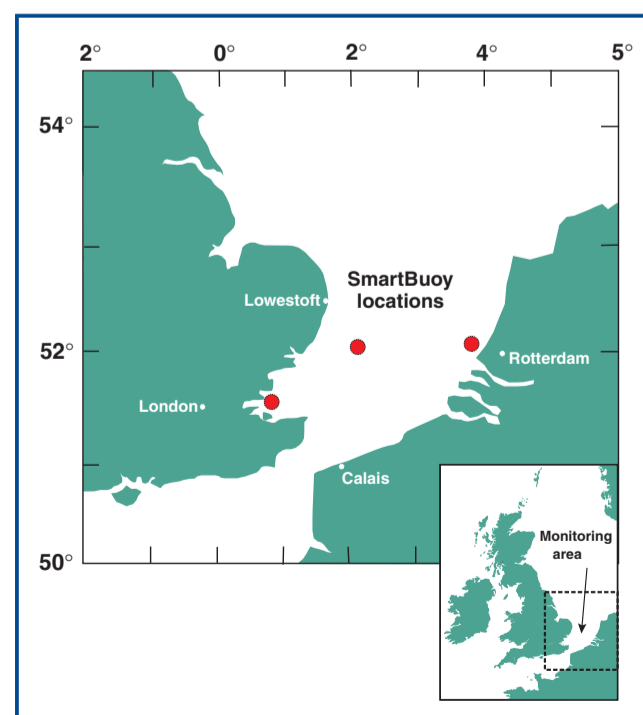 2° 0° 2° 4° 5°
54°
SmartBuoy
locations
Lowestoft
52°
Rotterdam
London
Calais
50°
Monitoring
area